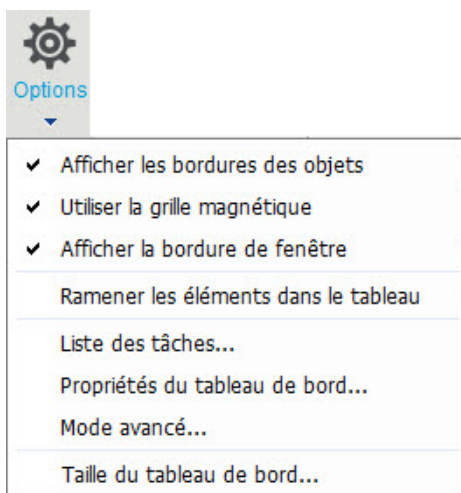 Options
Afficher les bordures des objets
Utiliser la grille magnétique
Afficher la bordure de fenêtre
Ramener les éléments dans le tableau
Liste des tâches...
Propriétés du tableau de bord...
Mode avancé...
Taille du tableau de bord...